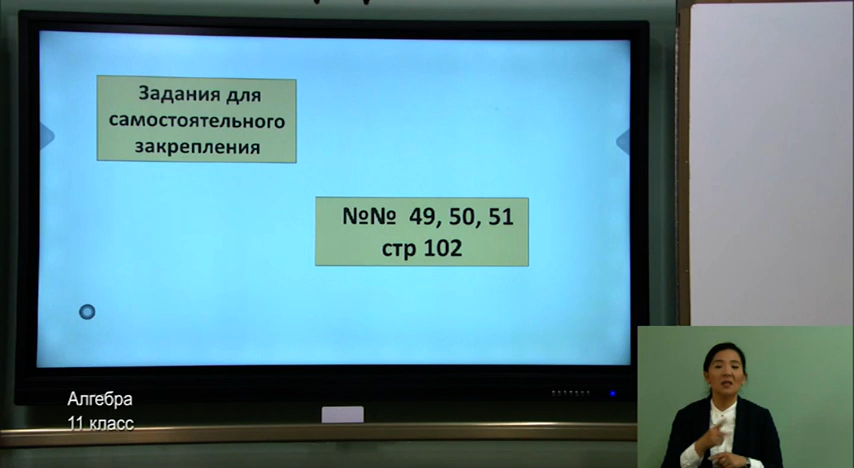 Задания для
самостоятельного
закрепления
№№ 49, 50, 51
стр 102
Алгебра
11 класс